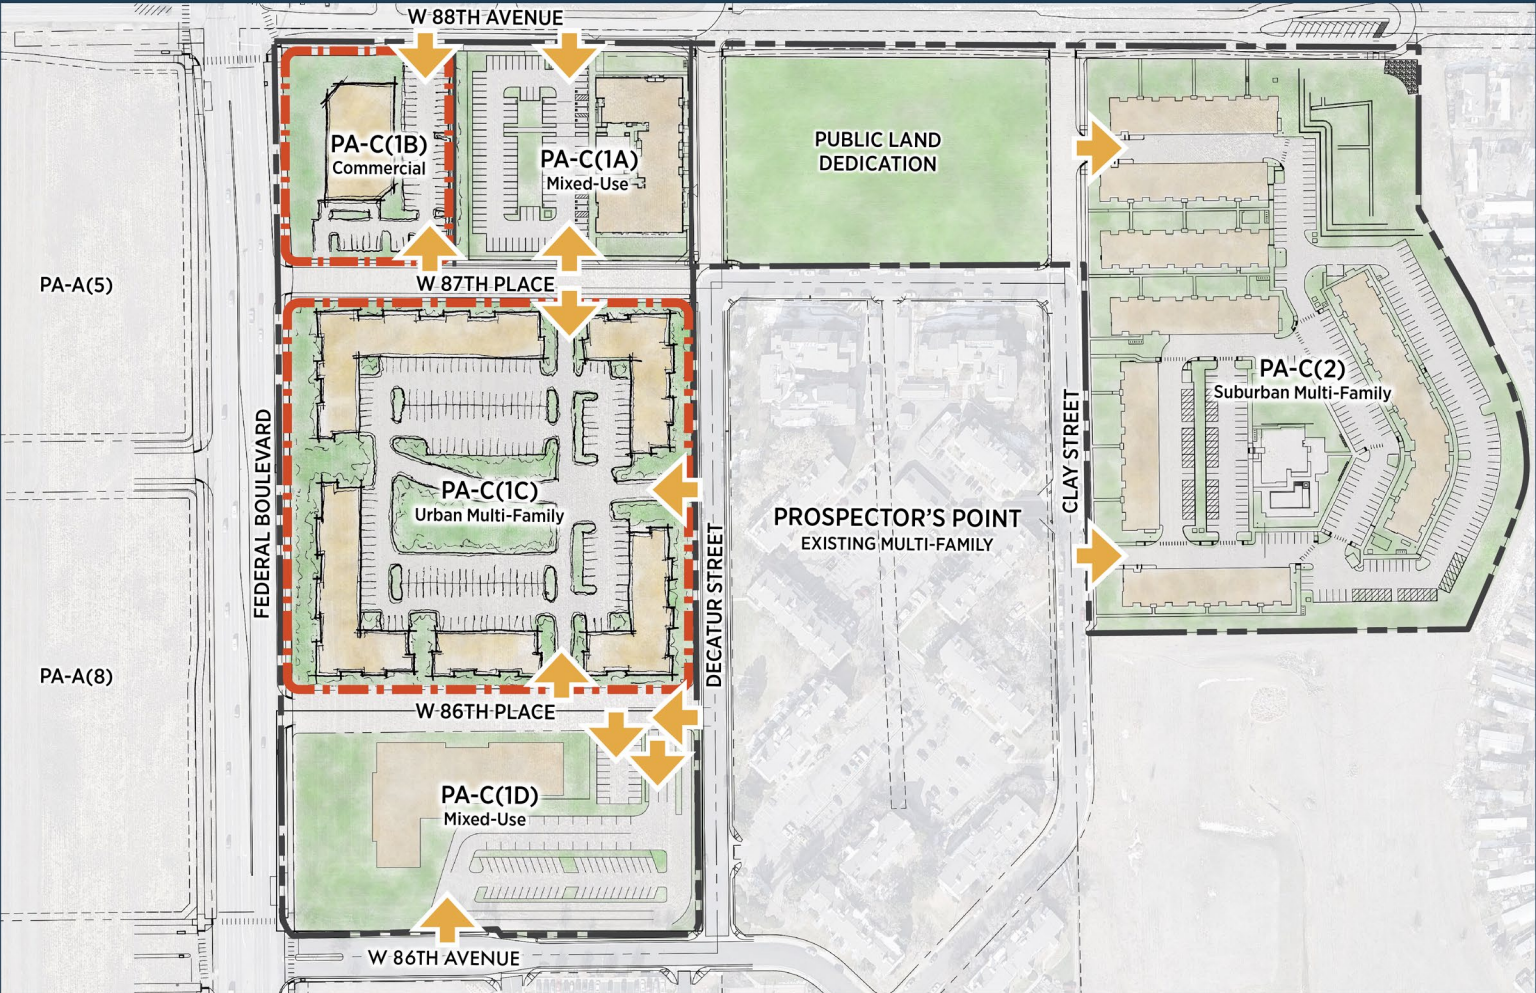 W 88TH AVENUE
PA-C(1B)
Commercial
PA-C(1A)
Mixed-Use
PUBLIC LAND
DEDICATION
PA-A(5)
W 87TH PLACE
PA-C(2)
Suburban Multi-Family
FEDERAL BOULEVARD
PA-C(1C)
Urban Multi-Family
DECATUR STREET
PROSPECTOR'S POINT
EXISTING MULTI-FAMILY
CLAY STREET
PA-A(8)
W 86TH PLACE
PA-C(1D)
Mixed-Use
W 86TH AVENUE